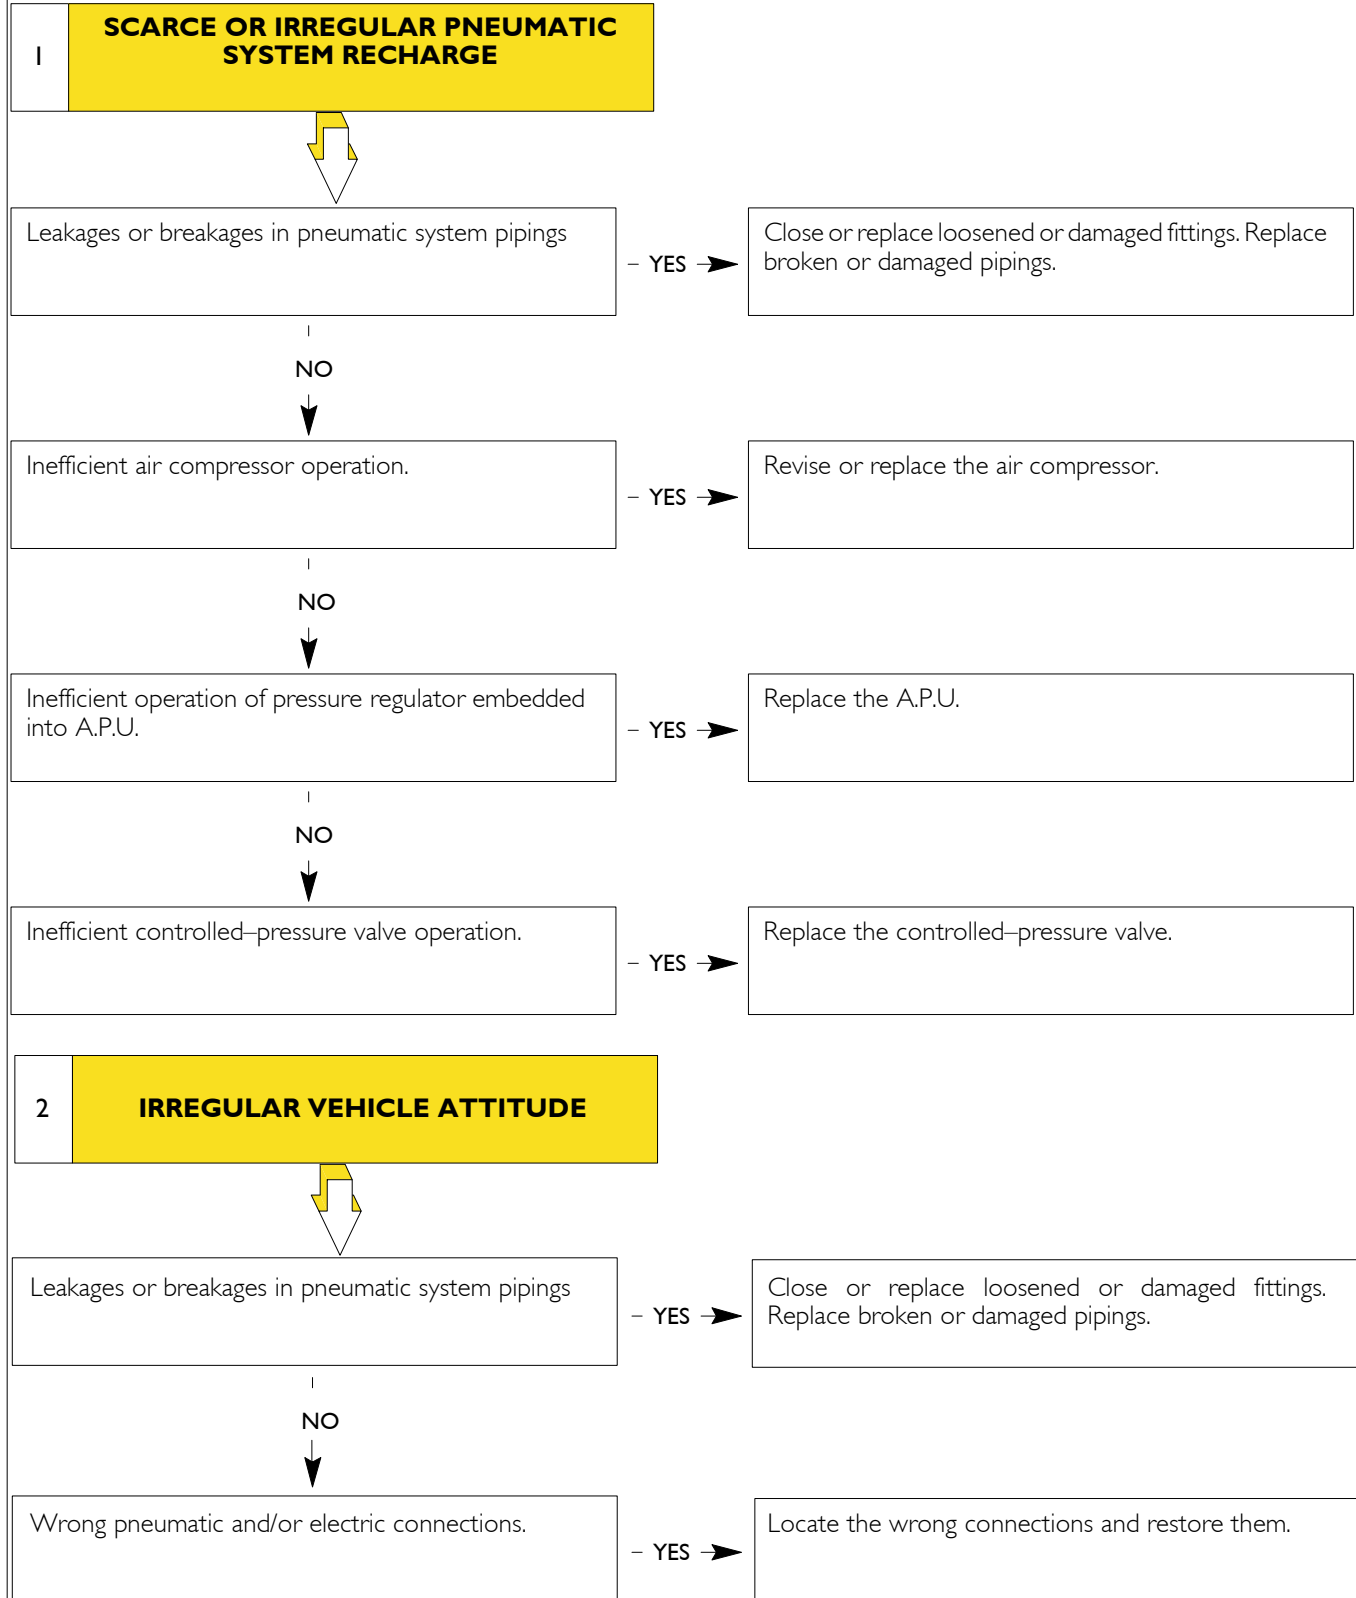 1
SCARCE OR IRREGULAR PNEUMATIC
SYSTEM RECHARGE
Leakages or breakages in pneumatic system pipings
YES
Close or replace loosened or damaged fittings. Replace
broken or damaged pipings.
NO
Inefficient air compressor operation.
YES
Revise or replace the air compressor.
NO
Inefficient operation of pressure regulator embedded
into A.P.U.
YES
Replace the A.P.U.
NO
Inefficient controlled–pressure valve operation.
YES
Replace the controlled–pressure valve.
2
IRREGULAR VEHICLE ATTITUDE
Leakages or breakages in pneumatic system pipings
YES
Close or replace loosened or damaged fittings.
Replace broken or damaged pipings.
NO
Wrong pneumatic and/or electric connections.
YES
Locate the wrong connections and restore them.